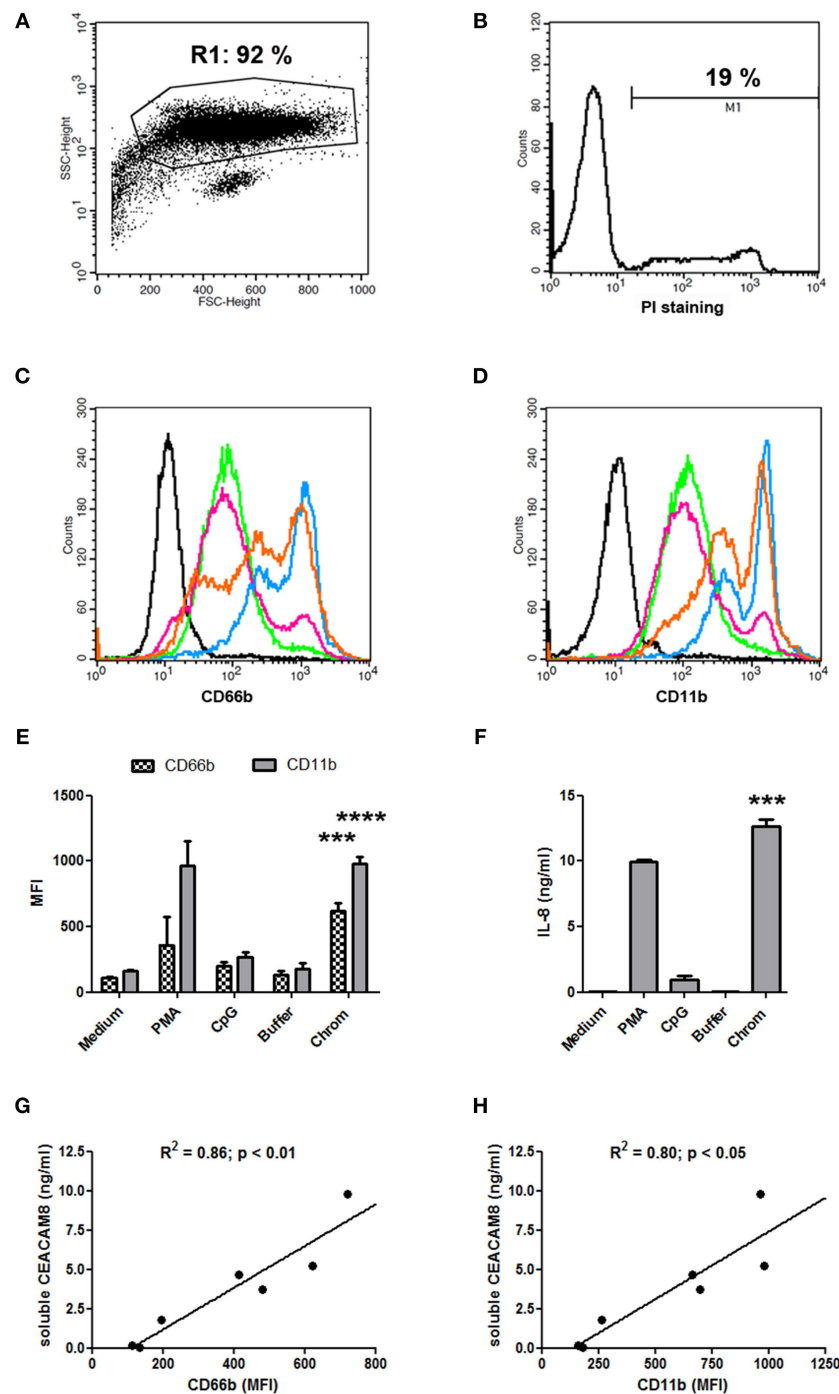 A
R1: 92 %
SSC-Height
10^4
10^3
10^2
10^1
10^0
0 200 400 600 800 1000
FSC-Height
B
19 %
M1
Counts
120
100
80
60
40
20
0
10^0 10^1 10^2 10^3 10^4
PI staining
C
Counts
300
240
180
120
60
0
10^0 10^1 10^2 10^3 10^4
CD66b
D
Counts
300
240
180
120
60
0
10^0 10^1 10^2 10^3 10^4
CD11b
E
CD66b CD11b
MFI
1500
1000
500
0
****
***
Medium PMA CpG Buffer Chrom
F
IL-8 (ng/ml)
15
10
5
0
***
Medium PMA CpG Buffer Chrom
G
R² = 0.86; p < 0.01
soluble CEACAM8 (ng/ml)
12.5
10.0
7.5
5.0
2.5
0.0
0 200 400 600 800
CD66b (MFI)
H
R² = 0.80; p < 0.05
soluble CEACAM8 (ng/ml)
12.5
10.0
7.5
5.0
2.5
0.0
0 250 500 750 1000 1250
CD11b (MFI)